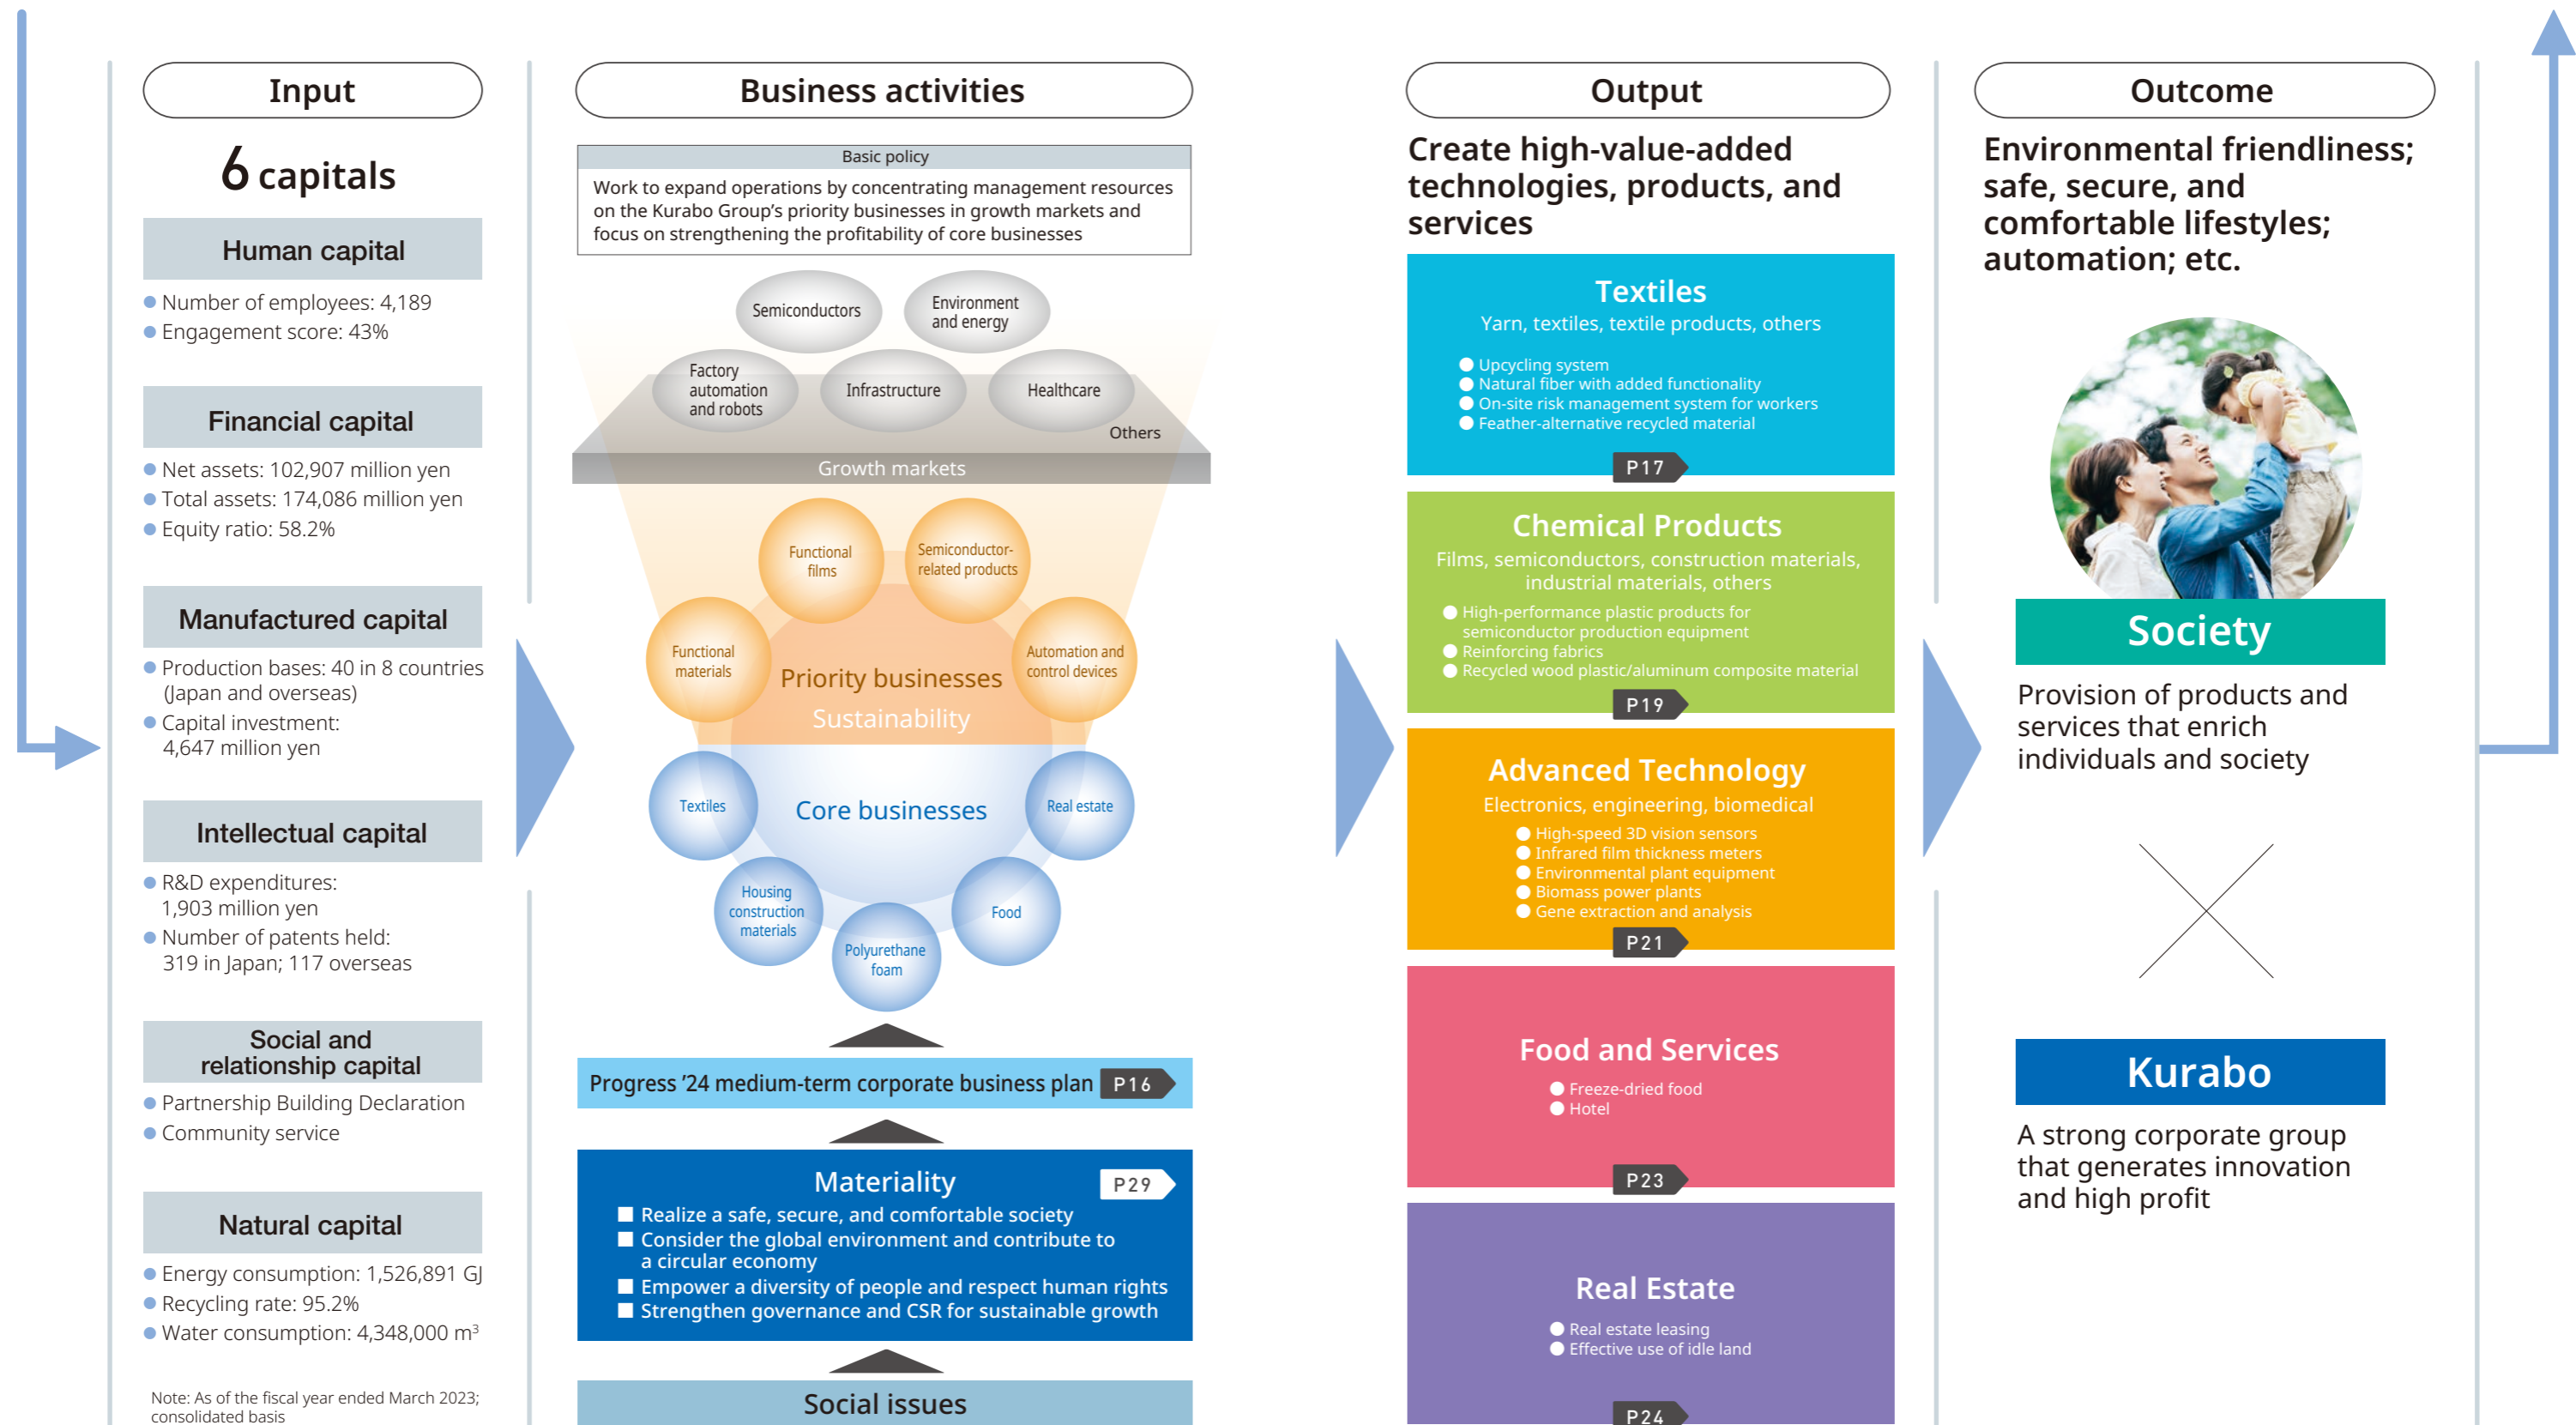 Input
6 capitals
Human capital
Number of employees: 4,189
Engagement score: 43%
Financial capital
Net assets: 102,907 million yen
Total assets: 174,086 million yen
Equity ratio: 58.2%
Manufactured capital
Production bases: 40 in 8 countries
(Japan and overseas)
Capital investment:
4,647 million yen
Intellectual capital
R&D expenditures:
1,903 million yen
Number of patents held:
319 in Japan; 117 overseas
Social and
relationship capital
Partnership Building Declaration
Community service
Natural capital
Energy consumption: 1,526,891 GJ
Recycling rate: 95.2%
Water consumption: 4,348,000 m³
Note: As of the fiscal year ended March 2023;
consolidated basis
Business activities
Basic policy
Work to expand operations by concentrating management resources
on the Kurabo Group's priority businesses in growth markets and
focus on strengthening the profitability of core businesses
Semiconductors
Environment
and energy
Factory
automation
and robots
Infrastructure
Healthcare
Others
Growth markets
Functional
films
Semiconductor-
related products
Functional
materials
Automation and
control devices
Priority businesses
Sustainability
Core businesses
Textiles
Real estate
Housing
construction
materials
Food
Polyurethane
foam
Progress '24 medium-term corporate business plan P16
Materiality P29
Realize a safe, secure, and comfortable society
Consider the global environment and contribute to
a circular economy
Empower a diversity of people and respect human rights
Strengthen governance and CSR for sustainable growth
Social issues
Output
Create high-value-added
technologies, products, and
services
Textiles
Yarn, textiles, textile products, others
Upcycling system
Natural fiber with added functionality
On-site risk management system for workers
Feather-alternative recycled material
P17
Chemical Products
Films, semiconductors, construction materials,
industrial materials, others
High-performance plastic products for
semiconductor production equipment
Reinforcing fabrics
Recycled wood plastic/aluminum composite material
P19
Advanced Technology
Electronics, engineering, biomedical
High-speed 3D vision sensors
Infrared film thickness meters
Environmental plant equipment
Biomass power plants
Gene extraction and analysis
P21
Food and Services
Freeze-dried food
Hotel
P23
Real Estate
Real estate leasing
Effective use of idle land
P24
Outcome
Environmental friendliness;
safe, secure, and
comfortable lifestyles;
automation; etc.
Society
Provision of products and
services that enrich
individuals and society
Kurabo
A strong corporate group
that generates innovation
and high profit